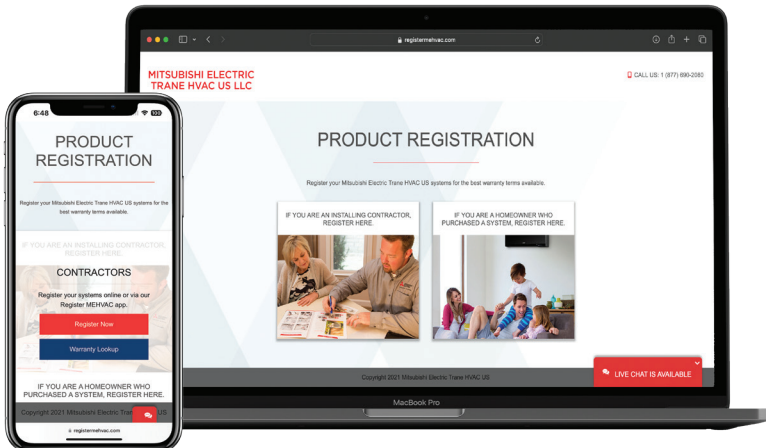 registermehvac.com
MITSUBISHI ELECTRIC
TRANE HVAC US LLC
CALL US: 1 (877) 690-2080
PRODUCT REGISTRATION
Register your Mitsubishi Electric Trane HVAC US systems for the best warranty terms available.
IF YOU ARE AN INSTALLING CONTRACTOR,
REGISTER HERE.
IF YOU ARE A HOMEOWNER WHO
PURCHASED A SYSTEM, REGISTER HERE.
Copyright 2021 Mitsubishi Electric Trane HVAC US
LIVE CHAT IS AVAILABLE
MacBook Pro
6:48
PRODUCT
REGISTRATION
Register your Mitsubishi Electric Trane HVAC US systems for the
best warranty terms available.
IF YOU ARE AN INSTALLING CONTRACTOR,
REGISTER HERE.
CONTRACTORS
Register your systems online or via our
Register MEHVAC app.
Register Now
Warranty Lookup
IF YOU ARE A HOMEOWNER WHO
PURCHASED A SYSTEM, REGISTER HERE.
Copyright 2021 Mitsubishi Electric Tra US
registermehvac.com